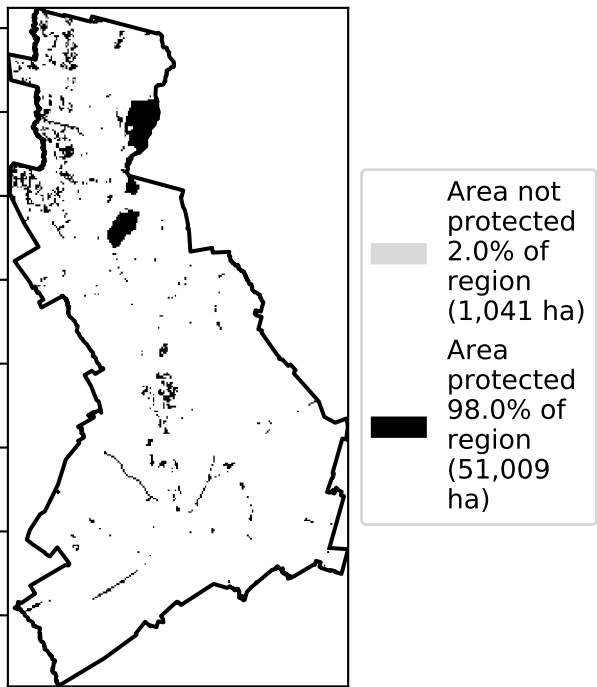 Area not
protected
2.0% of
region
(1,041 ha)
Area
protected
98.0% of
region
(51,009
ha)